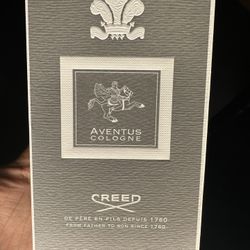 AVENTUS
COLOGNE
CREED
DE PÈRE EN FILS DEPUIS 1760
FROM FATHER TO SON SINCE 1760